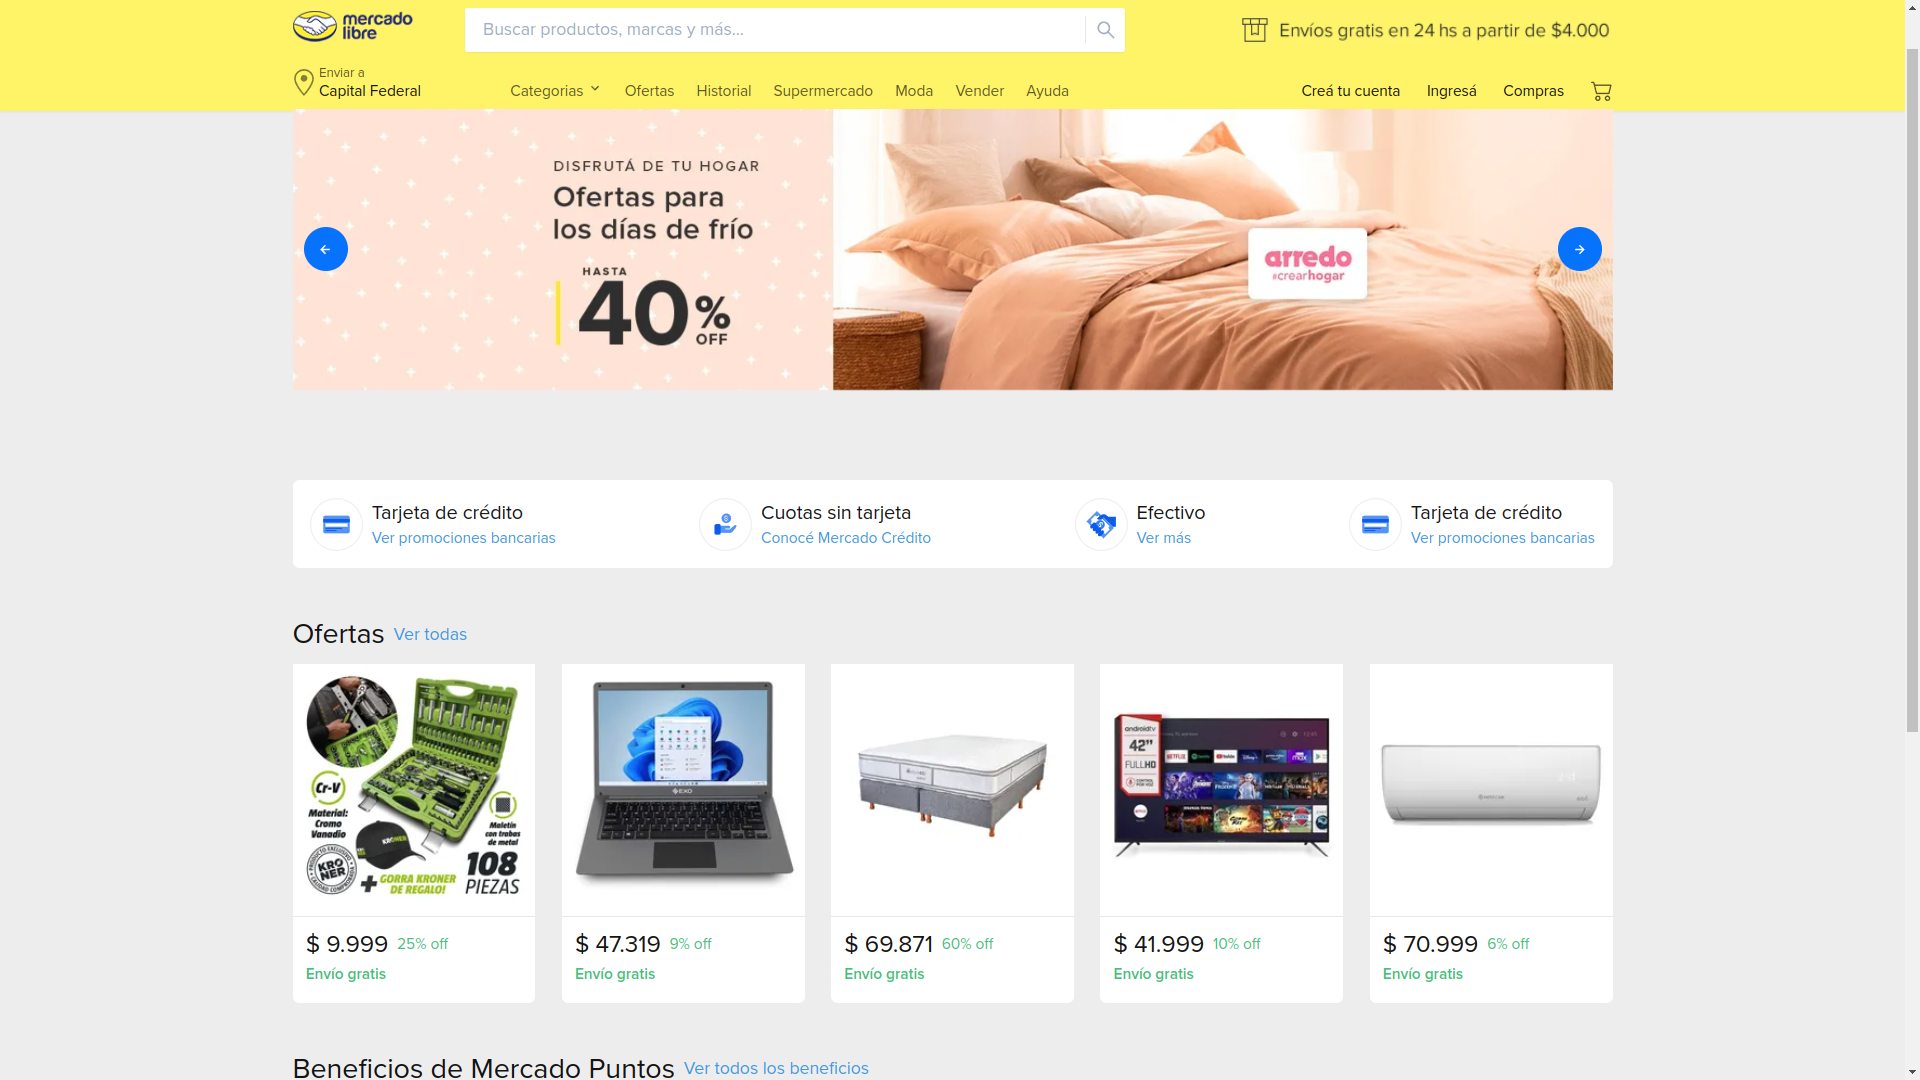 mercado
libre
Buscar productos, marcas y más...
Envíos gratis en 24 hs a partir de $4.000
Enviar a
Capital Federal
Categorias
Ofertas
Historial
Supermercado
Moda
Vender
Ayuda
Creá tu cuenta
Ingresá
Compras
DISFRUTÁ DE TU HOGAR
Ofertas para
los días de frío
HASTA
40%
OFF
arredo
#crearhogar
Tarjeta de crédito
Ver promociones bancarias
Cuotas sin tarjeta
Conocé Mercado Crédito
Efectivo
Ver más
Tarjeta de crédito
Ver promociones bancarias
Ofertas Ver todas
Cr-V
Material:
Cromo
Vanadio
Maletín
con trabas
de metal
KRONER
KRO
NER
+ GORRA KRONER
DE REGALO!
108
PIEZAS
EXO
androidtv
42"
FULLHD
NETFLIX
$ 9.999 25% off
Envío gratis
$ 47.319 9% off
Envío gratis
$ 69.871 60% off
Envío gratis
$ 41.999 10% off
Envío gratis
$ 70.999 6% off
Envío gratis
Beneficios de Mercado Puntos Ver todos los beneficios